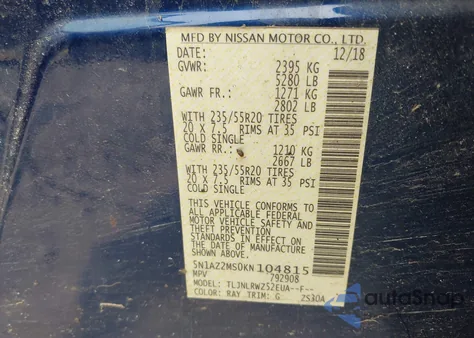 MFD BY NISSAN MOTOR CO., LTD.
DATE: 12/18
GVWR: 2395 KG
5280 LB
GAWR FR.: 1271 KG
2802 LB
WITH 235/55R20 TIRES
20 X 7.5 RIMS AT 35 PSI
COLD SINGLE
GAWR RR.: 1210 KG
2667 LB
WITH 235/55R20 TIRES
20 X 7.5 RIMS AT 35 PSI
COLD SINGLE
THIS VEHICLE CONFORMS TO
ALL APPLICABLE FEDERAL
MOTOR VEHICLE SAFETY
STANDARDS IN EFFECT ON
THE DATE OF MANUFACTURE
SHOWN ABOVE.
5N1AZ2MS0KN104815
MPV 792908
MODEL: TLJNLRWZ52EUA--F--
COLOR: RAY TRIM: G ZS30A
autoSnap